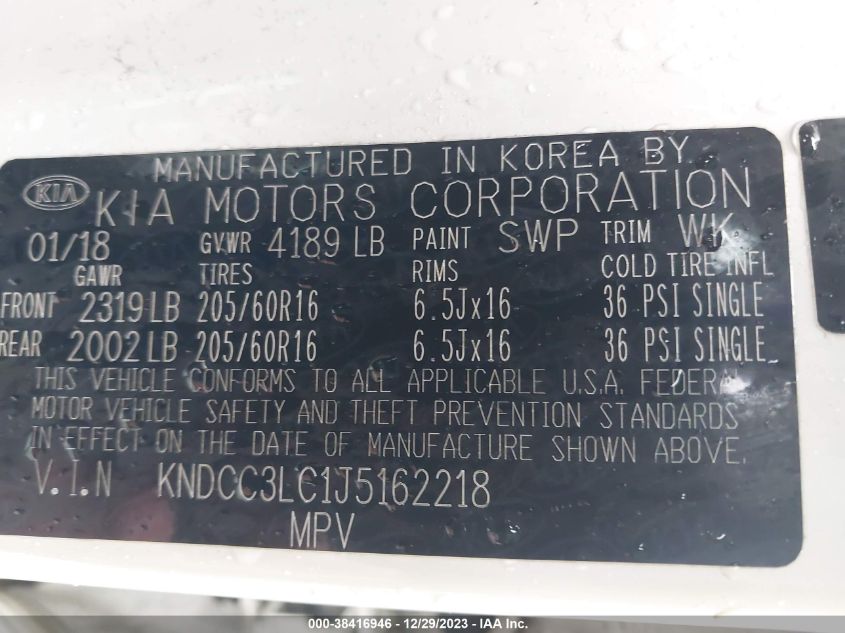 MANUFACTURED IN KOREA BY
KIA KIA MOTORS CORPORATION
01/18 GVWR 4189 LB PAINT SWP TRIM WK
GAWR TIRES RIMS COLD TIRE INFL
FRONT 2319 LB 205/60R16 6.5Jx16 36 PSI SINGLE
REAR 2002 LB 205/60R16 6.5Jx16 36 PSI SINGLE
THIS VEHICLE CONFORMS TO ALL APPLICABLE U.S.A. FEDERAL
MOTOR VEHICLE SAFETY AND THEFT PREVENTION STANDARDS
IN EFFECT ON THE DATE OF MANUFACTURE SHOWN ABOVE.
V.I.N KNDCC3LC1J5162218
MPV
000-38416946 - 12/29/2023 - IAA Inc.